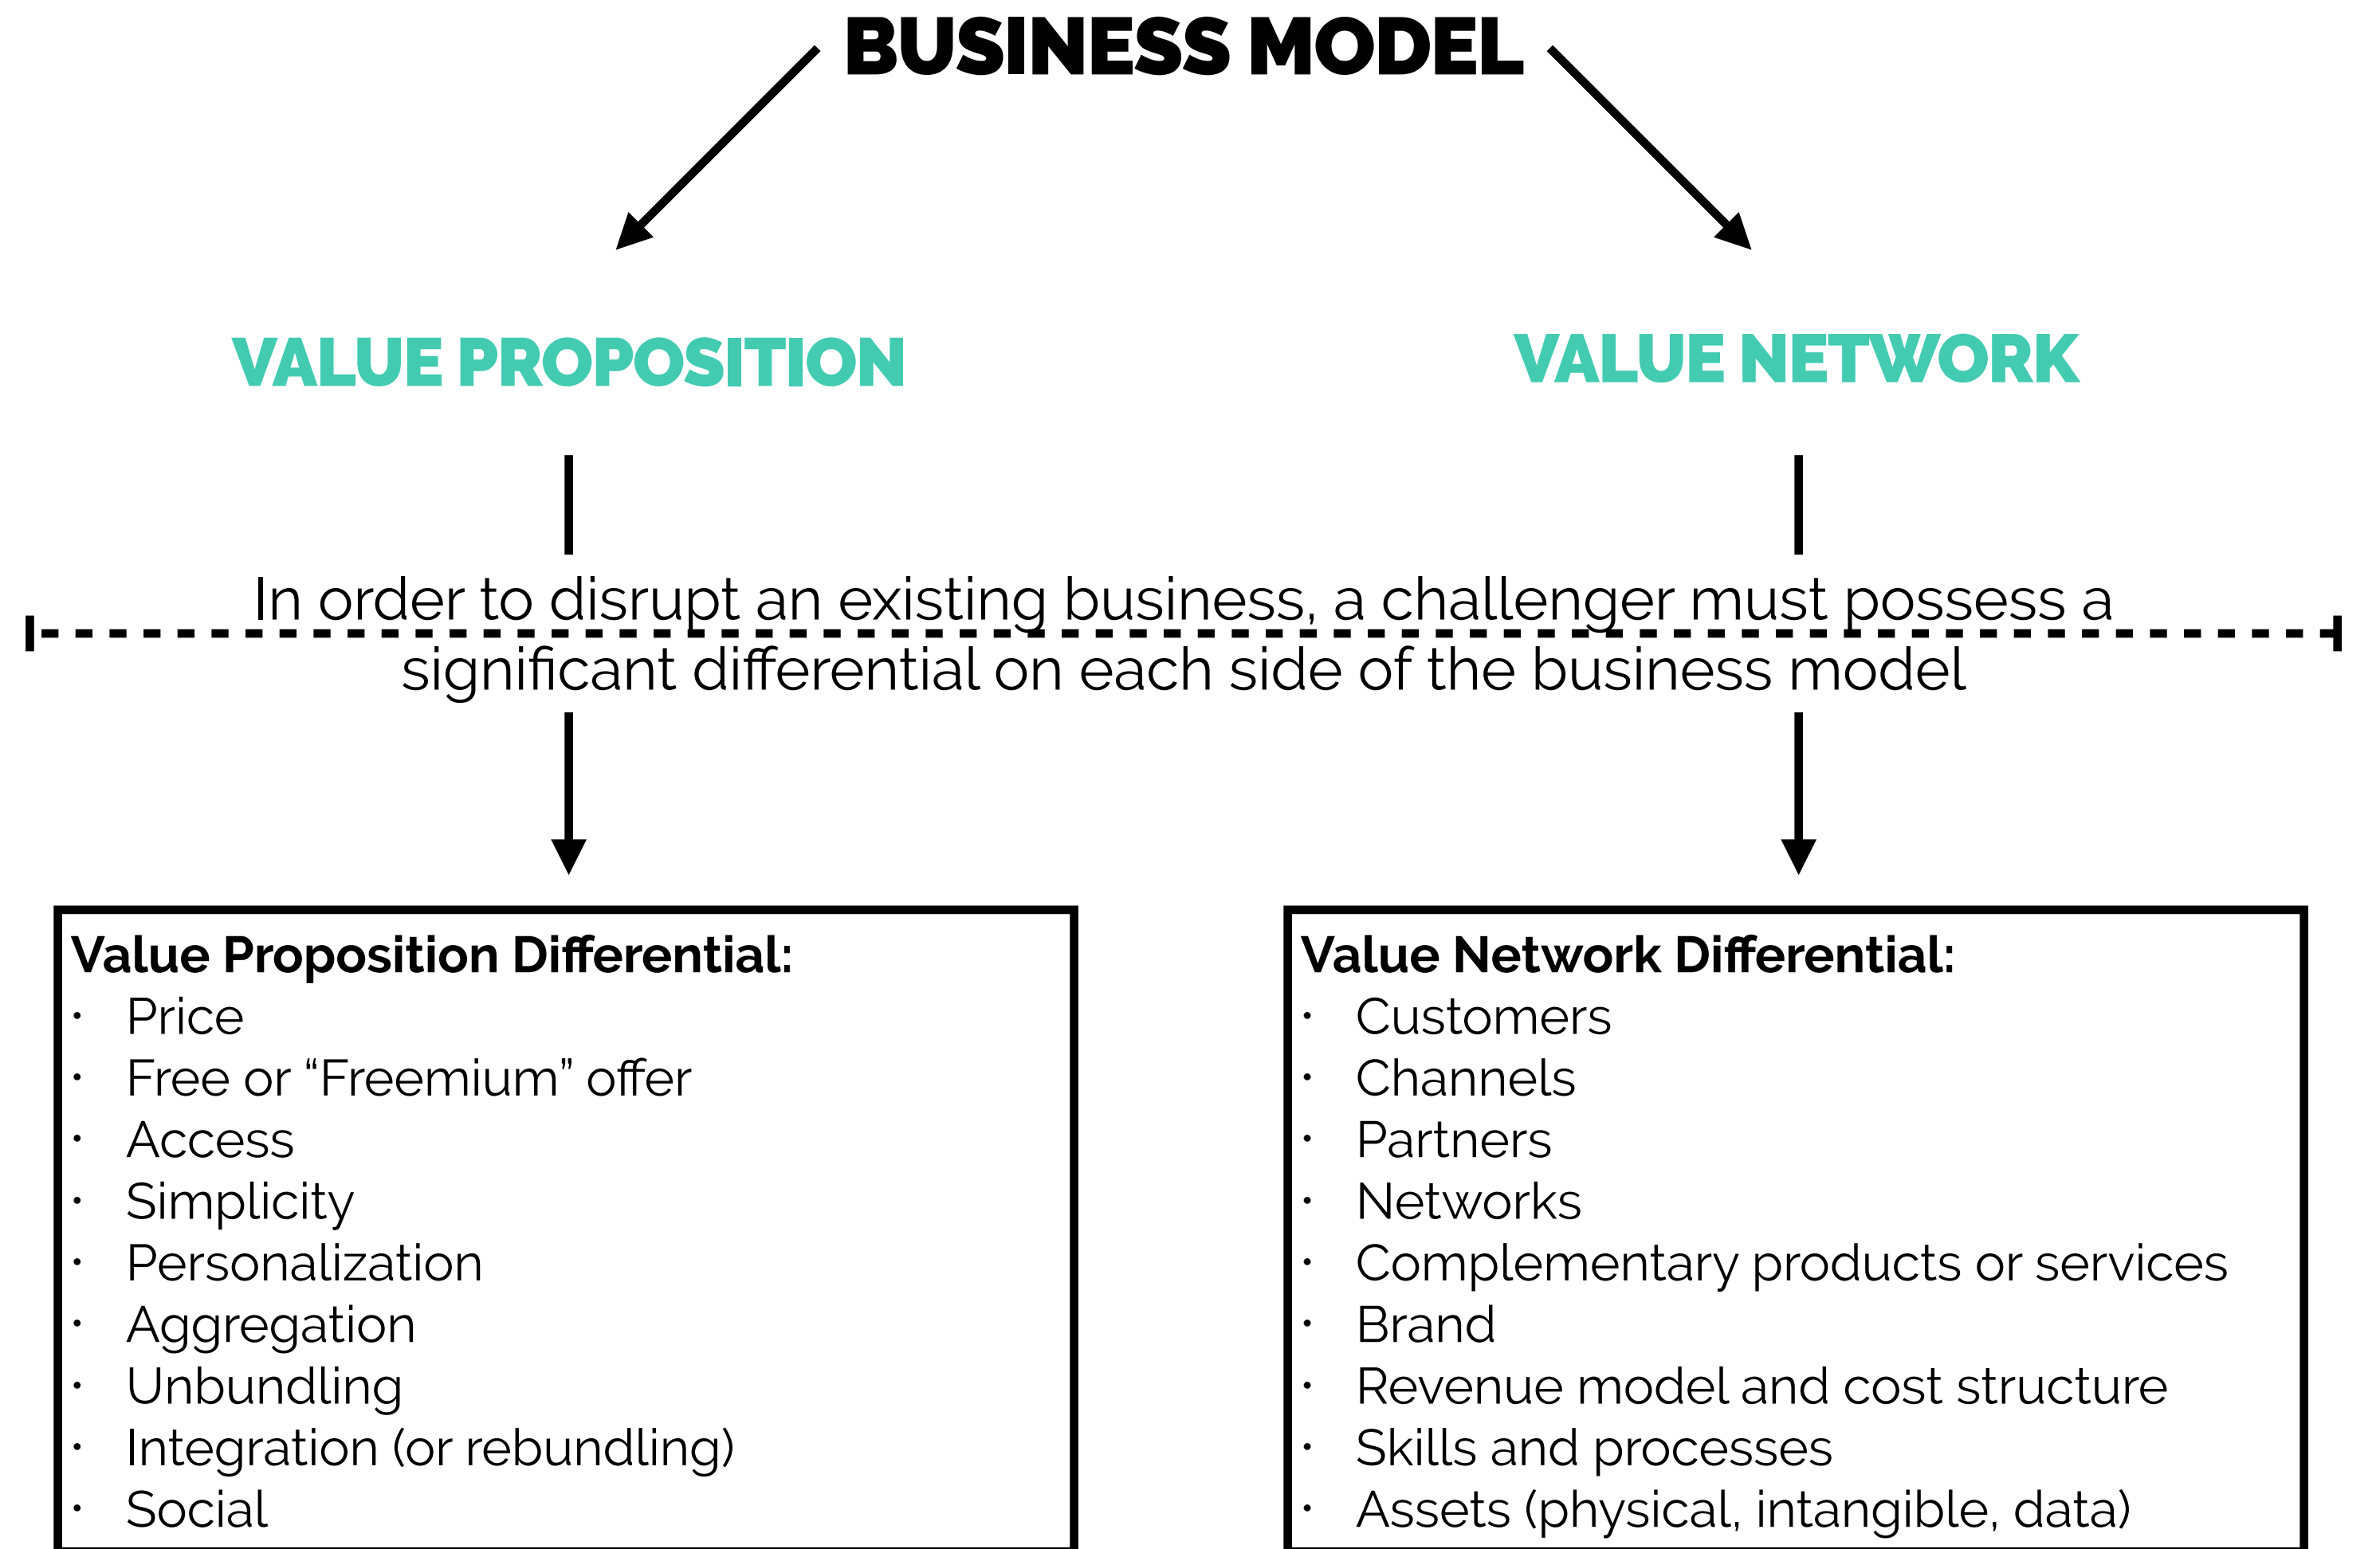 BUSINESS MODEL
VALUE PROPOSITION
VALUE NETWORK
In order to disrupt an existing business, a challenger must possess a
significant differential on each side of the business model
Value Proposition Differential:
• Price
• Free or “Freemium” offer
• Access
• Simplicity
• Personalization
• Aggregation
• Unbundling
• Integration (or rebundling)
• Social
Value Network Differential:
• Customers
• Channels
• Partners
• Networks
• Complementary products or services
• Brand
• Revenue model and cost structure
• Skills and processes
• Assets (physical, intangible, data)